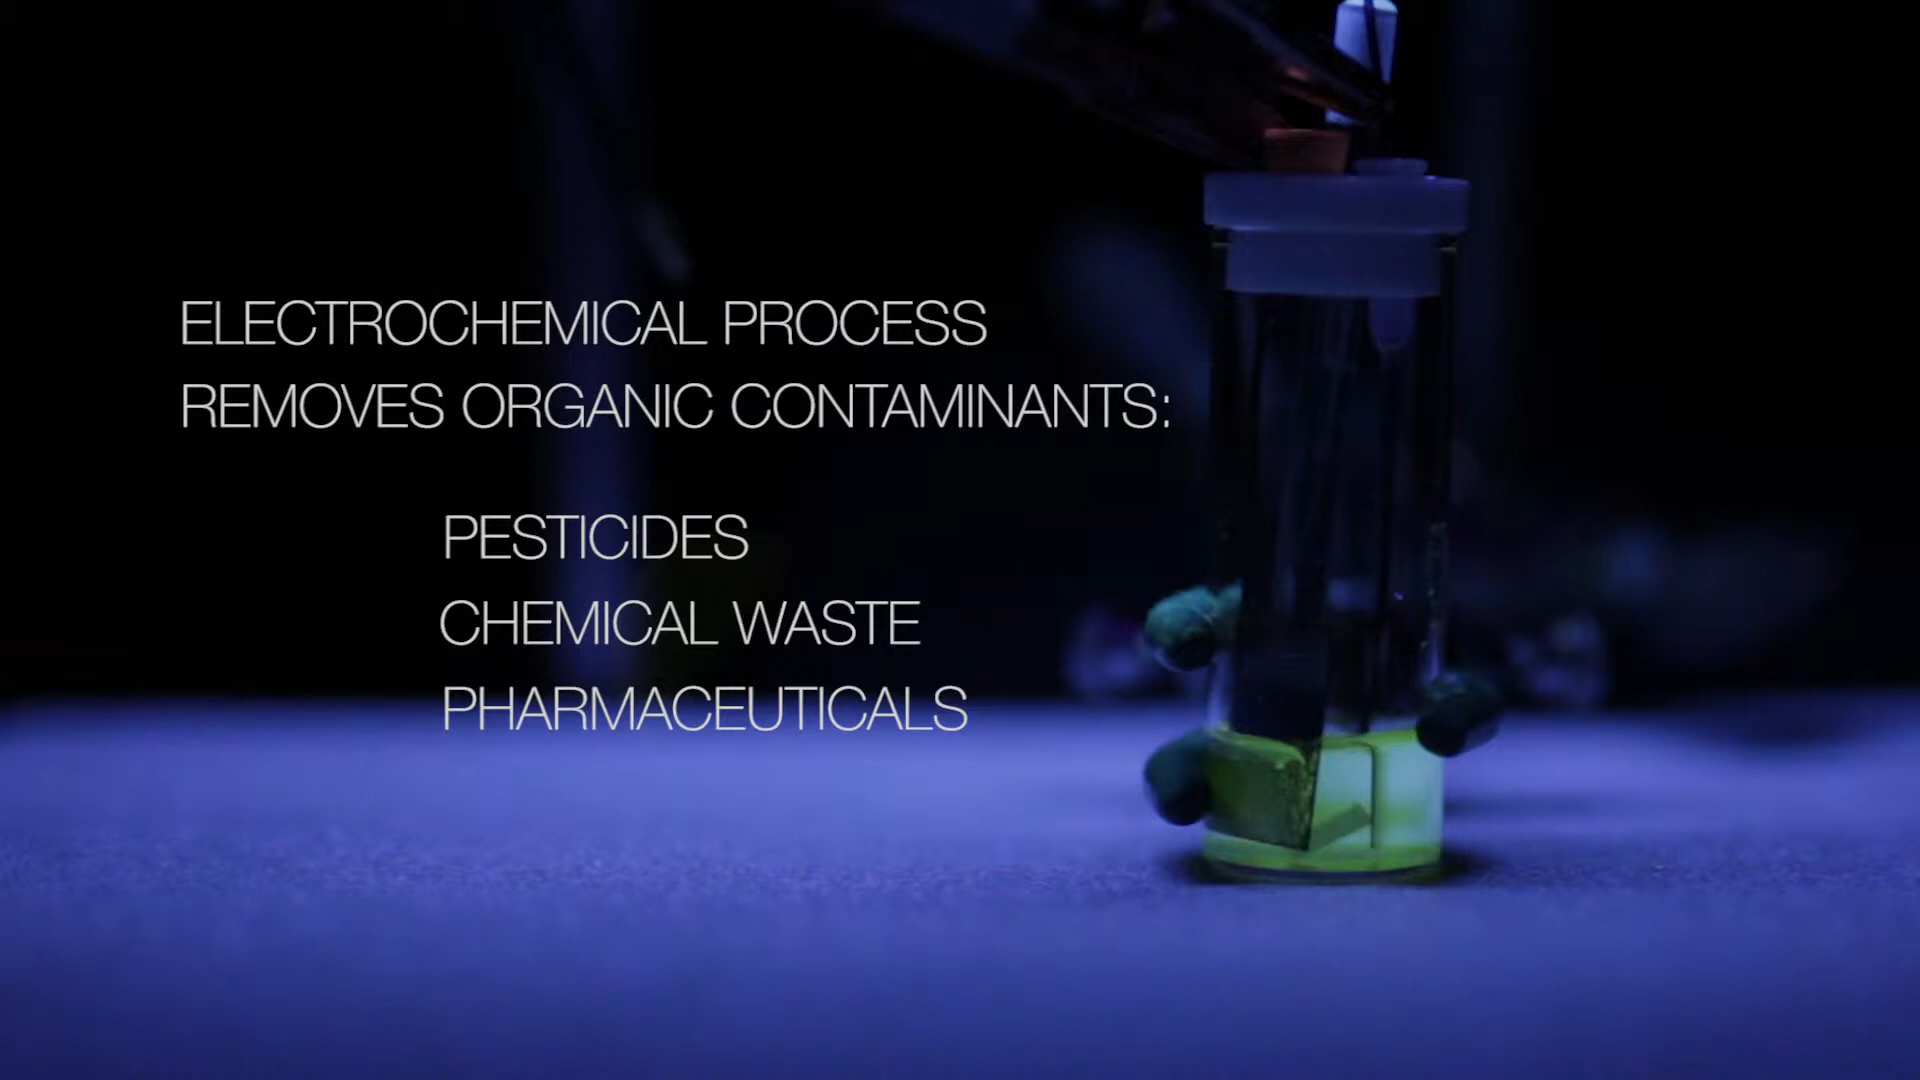 ELECTROCHEMICAL PROCESS
REMOVES ORGANIC CONTAMINANTS:
PESTICIDES
CHEMICAL WASTE
PHARMACEUTICALS